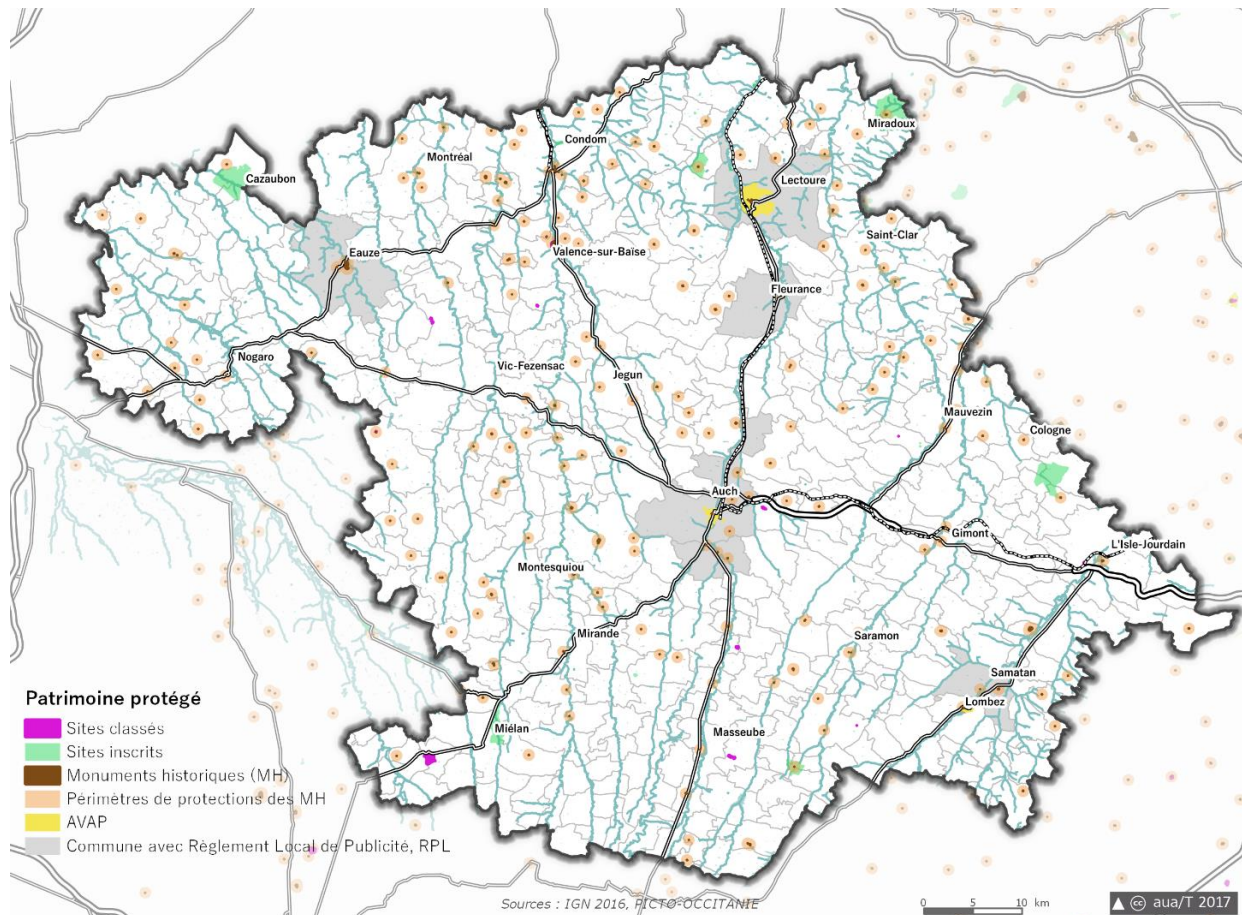 Miradoux
Condom
Montréal
Cazaubon
Lectoure
Saint-Clar
Eauze
Valence-sur-Baïse
Fleurance
Nogaro
Vic-Fezensac
Jegun
Mauvezin
Cologne
Auch
Gimont
L'Isle-Jourdain
Montesquiou
Mirande
Saramon
Samatan
Lombez
Miélan
Masseube
Patrimoine protégé
Sites classés
Sites inscrits
Monuments historiques (MH)
Périmètres de protections des MH
AVAP
Commune avec Règlement Local de Publicité, RPL
Sources : IGN 2016, PICTO-OCCITANIE
0 5 10 km
cc aua/T 2017